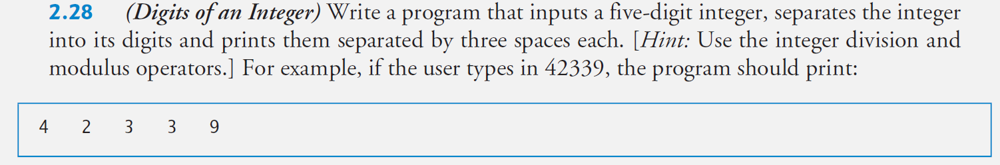 2.28 (Digits of an Integer) Write a program that inputs a five-digit integer, separates the integer
into its digits and prints them separated by three spaces each. [Hint: Use the integer division and
modulus operators.] For example, if the user types in 42339, the program should print:
4 2 3 3 9